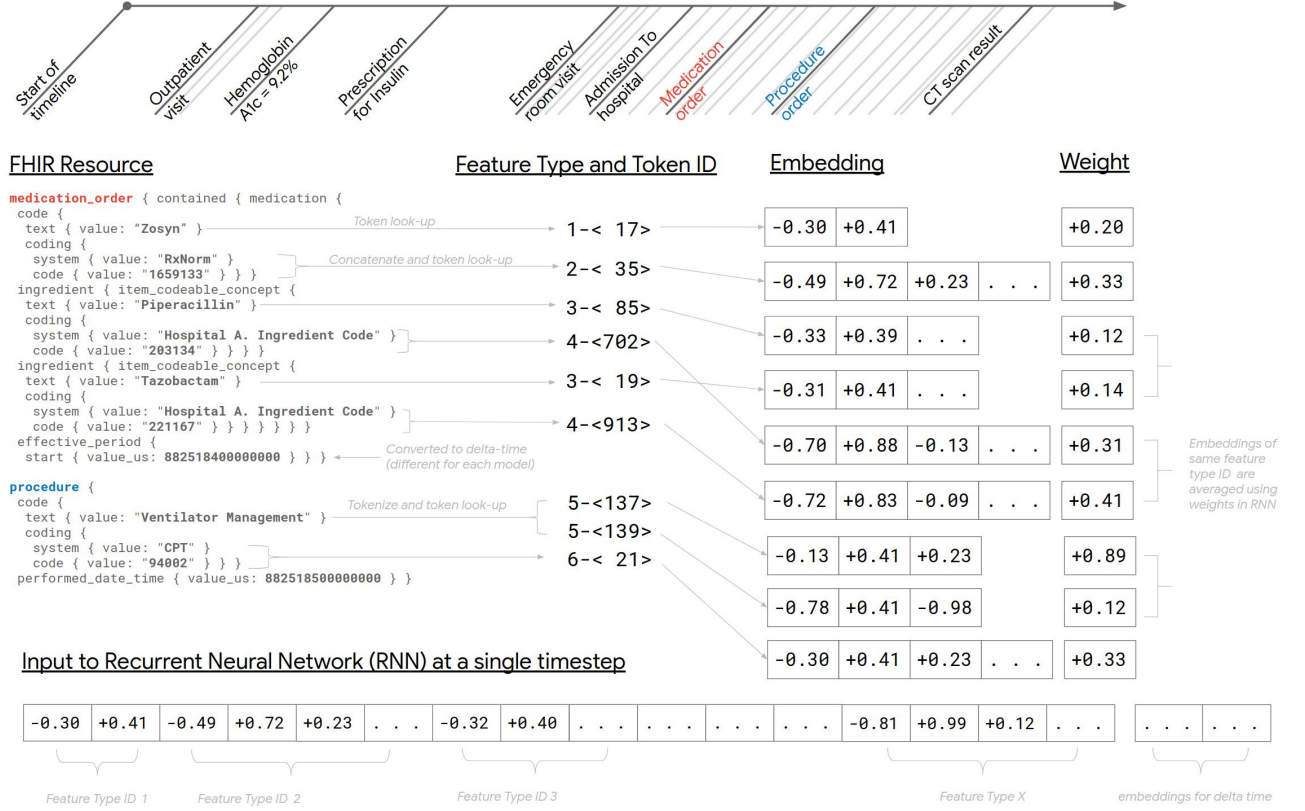 Start of
timeline
Outpatient
visit
Hemoglobin
A1c = 9.2%
Prescription
for Insulin
Emergency
room visit
Admission To
hospital
Medication
order
Procedure
order
CT scan result
FHIR Resource
Feature Type and Token ID
Embedding
Weight
medication_order { contained { medication {
code {
text { value: "Zosyn" }
coding {
system { value: "RxNorm" }
code { value: "1659133" } } }
ingredient { item_codeable_concept {
text { value: "Piperacillin" }
coding {
system { value: "Hospital A. Ingredient Code" }
code { value: "203134" } } } }
ingredient { item_codeable_concept {
text { value: "Tazobactam" }
coding {
system { value: "Hospital A. Ingredient Code" }
code { value: "221167" } } } } } } }
effective_period {
start { value_us: 882518400000000 } } }
procedure {
code {
text { value: "Ventilator Management" }
coding {
system { value: "CPT" }
code { value: "94002" } } }
performed_date_time { value_us: 882518500000000 } }
Token look-up
Concatenate and token look-up
Converted to delta-time
(different for each model)
Tokenize and token look-up
1-< 17>
2-< 35>
3-< 85>
4-<702>
3-< 19>
4-<913>
5-<137>
5-<139>
6-< 21>
-0.30 +0.41 +0.20
-0.49 +0.72 +0.23 . . . +0.33
-0.33 +0.39 . . . +0.12
-0.31 +0.41 . . . +0.14
-0.70 +0.88 -0.13 . . . +0.31
-0.72 +0.83 -0.09 . . . +0.41
-0.13 +0.41 +0.23 +0.89
-0.78 +0.41 -0.98 +0.12
-0.30 +0.41 +0.23 . . . +0.33
Embeddings of
same feature
type ID are
averaged using
weights in RNN
Input to Recurrent Neural Network (RNN) at a single timestep
-0.30 +0.41 -0.49 +0.72 +0.23 . . . -0.32 +0.40 . . . . . . . . . . . . -0.81 +0.99 +0.12 . . . . . . . . .
Feature Type ID 1
Feature Type ID 2
Feature Type ID 3
Feature Type X
embeddings for delta time